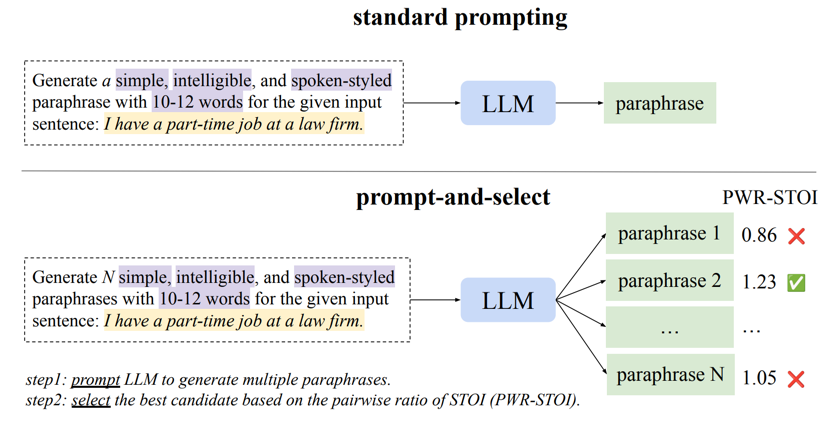 standard prompting
Generate a simple, intelligible, and spoken-styled
paraphrase with 10-12 words for the given input
sentence: I have a part-time job at a law firm.
LLM
paraphrase
prompt-and-select
PWR-STOI
Generate N simple, intelligible, and spoken-styled
paraphrases with 10-12 words for the given input
sentence: I have a part-time job at a law firm.
LLM
paraphrase 1 0.86 ❌
paraphrase 2 1.23 ✅
... ...
paraphrase N 1.05 ❌
step1: prompt LLM to generate multiple paraphrases.
step2: select the best candidate based on the pairwise ratio of STOI (PWR-STOI).